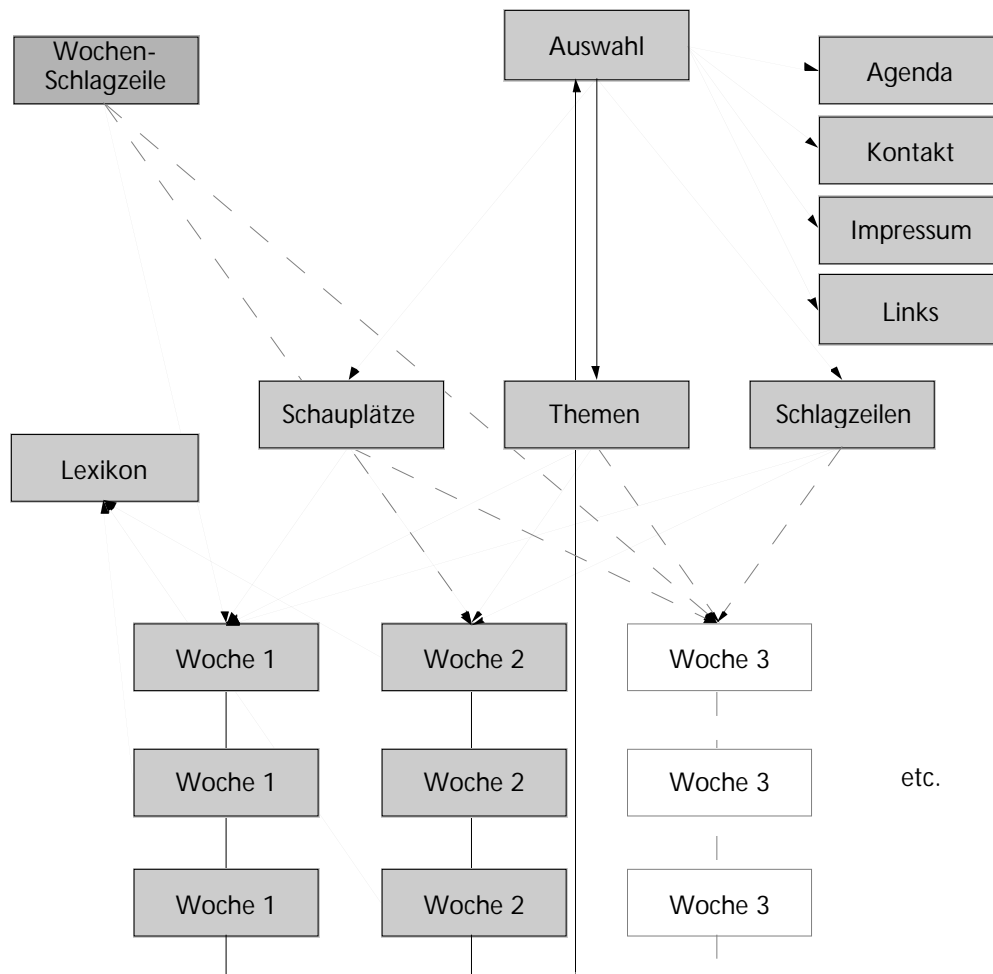 Wochen-
Schlagzeile
Auswahl
Agenda
Kontakt
Impressum
Links
Schauplätze
Themen
Schlagzeilen
Lexikon
Woche 1
Woche 2
Woche 3
Woche 1
Woche 2
Woche 3
etc.
Woche 1
Woche 2
Woche 3